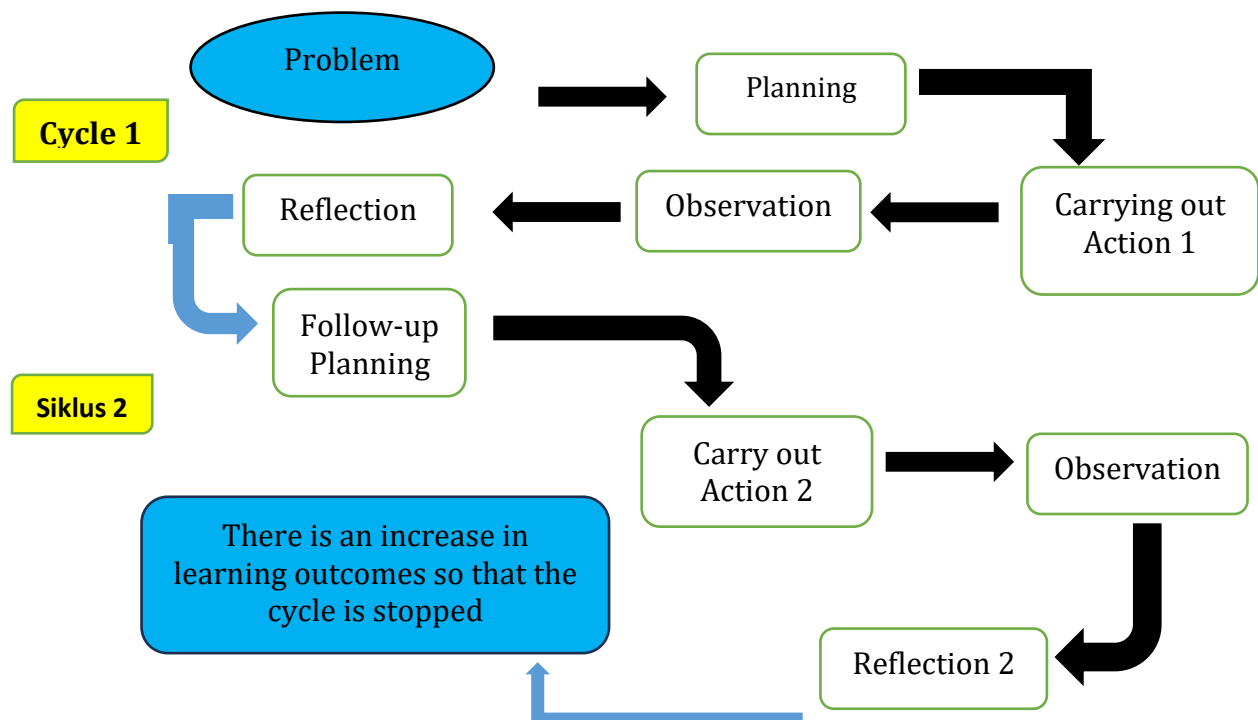 Problem
Planning
Cycle 1
Carrying out
Action 1
Observation
Reflection
Follow-up
Planning
Siklus 2
Carry out
Action 2
Observation
There is an increase in
learning outcomes so that the
cycle is stopped
Reflection 2